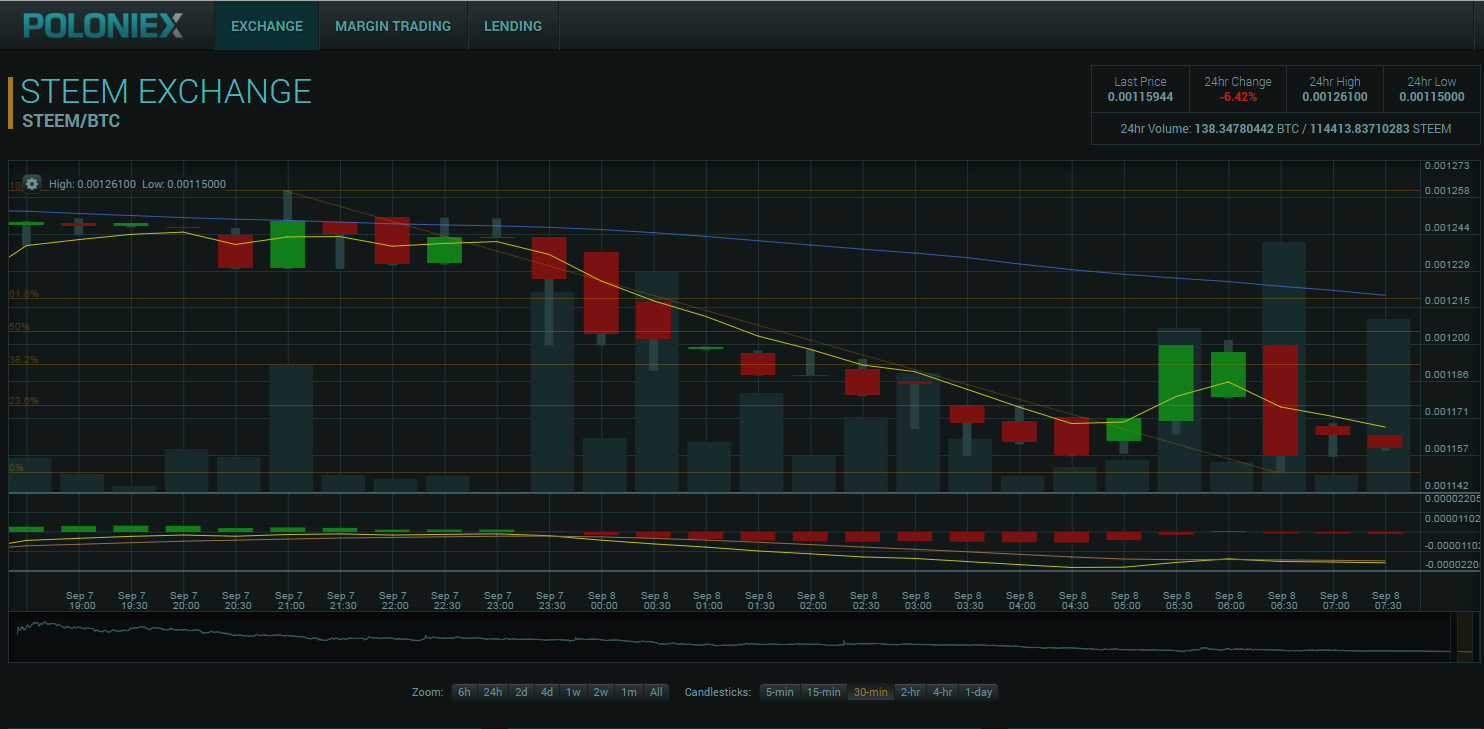 POLONIEX
EXCHANGE
MARGIN TRADING
LENDING
STEEM EXCHANGE
STEEM/BTC
Last Price
0.00115944
24hr Change
-6.42%
24hr High
0.00126100
24hr Low
0.00115000
24hr Volume: 138.34780442 BTC / 114413.83710283 STEEM
High: 0.00126100 Low: 0.00115000
61.8%
50%
38.2%
23.6%
0%
0.001273
0.001258
0.001244
0.001229
0.001215
0.001200
0.001186
0.001171
0.001157
0.001142
0.00002205
0.00001102
-0.00001102
-0.0000220
Sep 7 19:00
Sep 7 19:30
Sep 7 20:00
Sep 7 20:30
Sep 7 21:00
Sep 7 21:30
Sep 7 22:00
Sep 7 22:30
Sep 7 23:00
Sep 7 23:30
Sep 8 00:00
Sep 8 00:30
Sep 8 01:00
Sep 8 01:30
Sep 8 02:00
Sep 8 02:30
Sep 8 03:00
Sep 8 03:30
Sep 8 04:00
Sep 8 04:30
Sep 8 05:00
Sep 8 05:30
Sep 8 06:00
Sep 8 06:30
Sep 8 07:00
Sep 8 07:30
Zoom: 6h 24h 2d 4d 1w 2w 1m All Candlesticks: 5-min 15-min 30-min 2-hr 4-hr 1-day